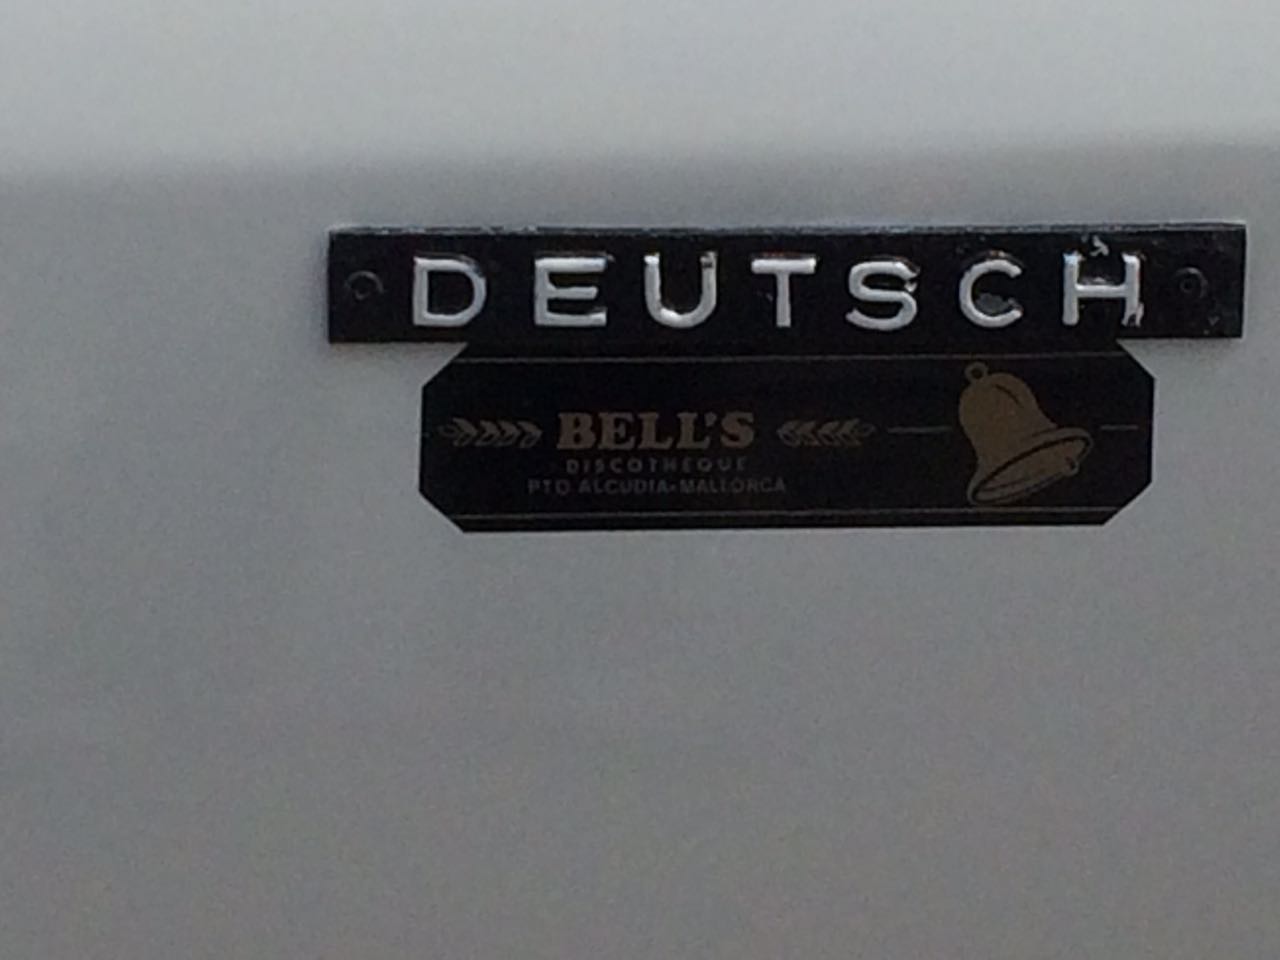 DEUTSCH
BELL'S
DISCOTHEQUE
PTO ALCUDIA-MALLORCA